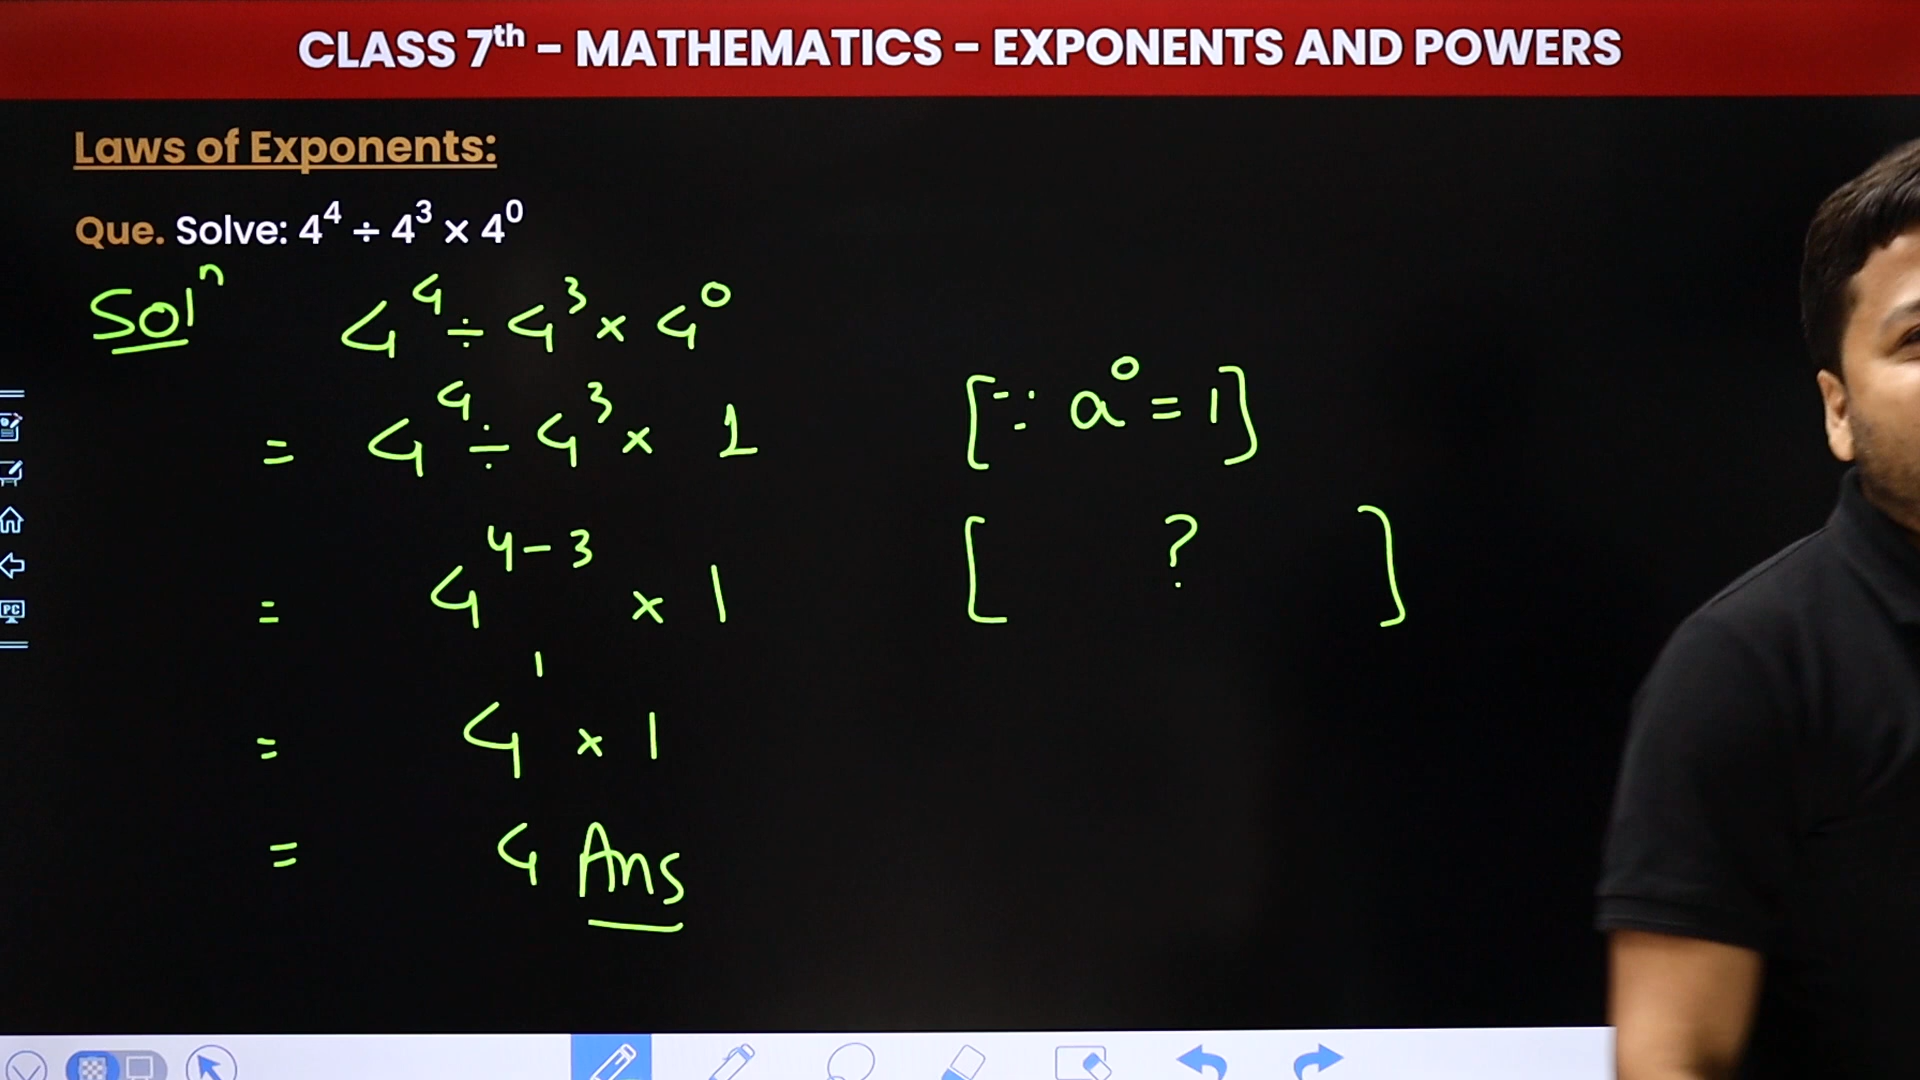 CLASS 7th - MATHEMATICS - EXPONENTS AND POWERS
Laws of Exponents:
Que. Solve: 4⁴ ÷ 4³ × 4⁰
Solⁿ 4⁴ ÷ 4³ × 4⁰
= 4⁴ ÷ 4³ × 1 [∵ a⁰ = 1]
= 4⁴⁻³ × 1 [ ? ]
= 4¹ × 1
= 4 Ans
PC